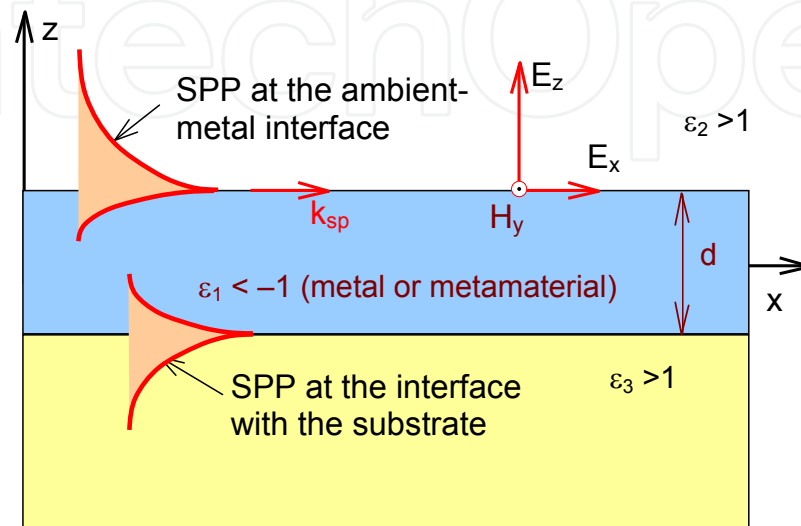 techOpe
z
SPP at the ambient-
metal interface
E_z
ε₂ >1
E_x
k_sp
H_y
d
ε₁ < –1 (metal or metamaterial)
x
SPP at the interface
with the substrate
ε₃ >1